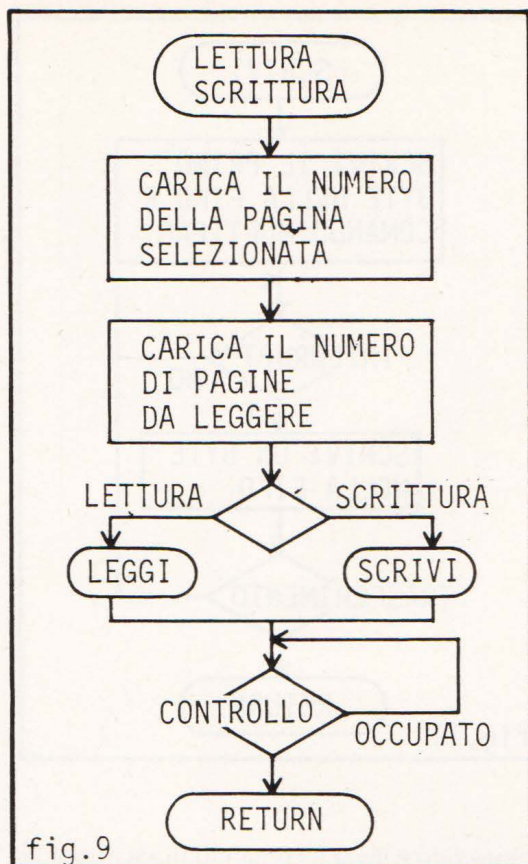 LETTURA
SCRITTURA
CARICA IL NUMERO
DELLA PAGINA
SELEZIONATA
CARICA IL NUMERO
DI PAGINE
DA LEGGERE
LETTURA SCRITTURA
LEGGI SCRIVI
CONTROLLO
OCCUPATO
RETURN
fig.9